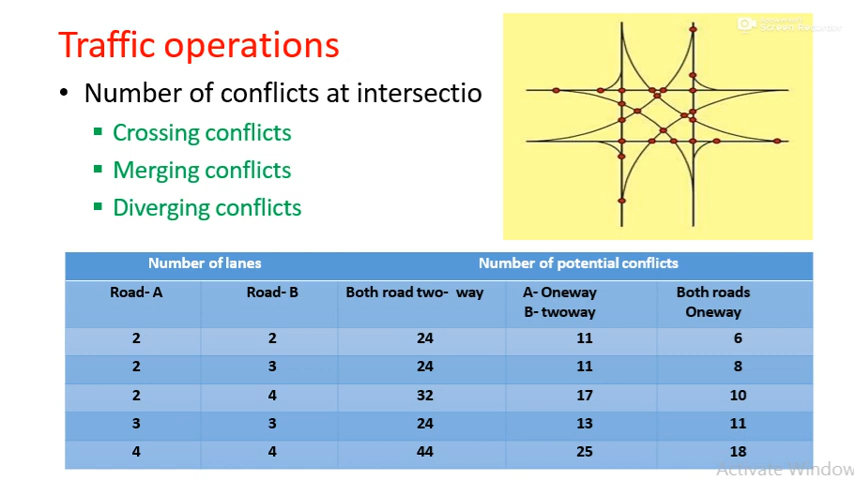 Traffic operations
• Number of conflicts at intersectio
▪ Crossing conflicts
▪ Merging conflicts
▪ Diverging conflicts
Number of lanes Number of potential conflicts
Road- A Road- B Both road two- way A- Oneway B- twoway Both roads Oneway
2 2 24 11 6
2 3 24 11 8
2 4 32 17 10
3 3 24 13 11
4 4 44 25 18
Screen Recorder
Activate Window